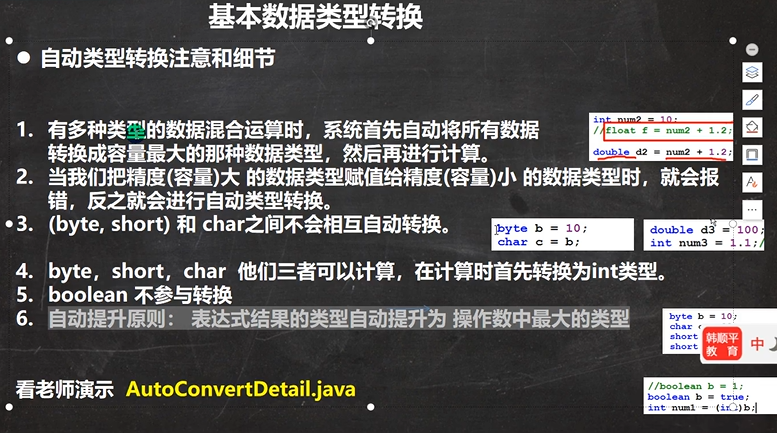 基本数据类型转换
● 自动类型转换注意和细节
int num2 = 10;
//float f = num2 + 1.2;
double d2 = num2 + 1.2;
1. 有多种类型的数据混合运算时，系统首先自动将所有数据
转换成容量最大的那种数据类型，然后再进行计算。
2. 当我们把精度(容量)大 的数据类型赋值给精度(容量)小 的数据类型时，就会报
错，反之就会进行自动类型转换。
3. (byte, short) 和 char之间不会相互自动转换。
byte b = 10;
char c = b;
double d3 = 100;
int num3 = 1.1;/
4. byte，short，char 他们三者可以计算，在计算时首先转换为int类型。
5. boolean 不参与转换
6. 自动提升原则： 表达式结果的类型自动提升为 操作数中最大的类型
byte b = 10;
char c
short
short
韩顺平
教 育
中
看老师演示 AutoConvertDetail.java
//boolean b = 1;
boolean b = true;
int num1 = (int)b;